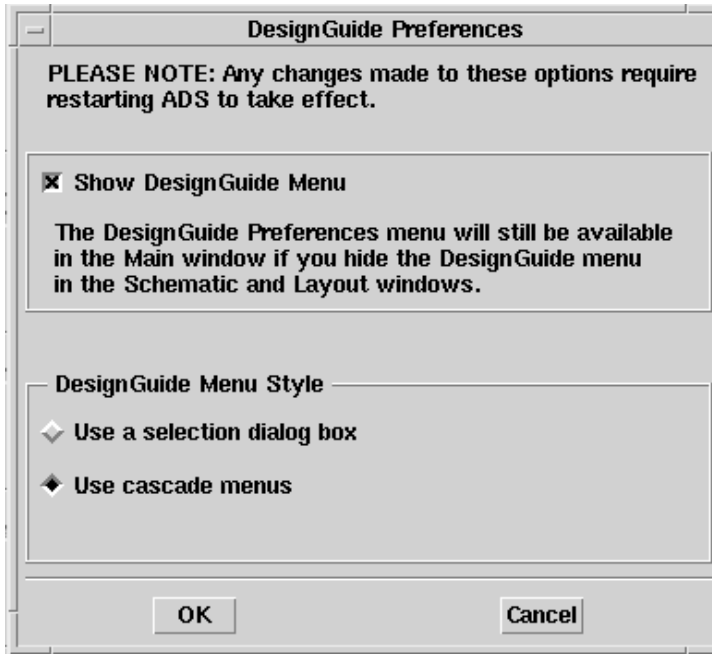 DesignGuide Preferences
PLEASE NOTE: Any changes made to these options require
restarting ADS to take effect.
Show DesignGuide Menu
The DesignGuide Preferences menu will still be available
in the Main window if you hide the DesignGuide menu
in the Schematic and Layout windows.
DesignGuide Menu Style
Use a selection dialog box
Use cascade menus
OK
Cancel